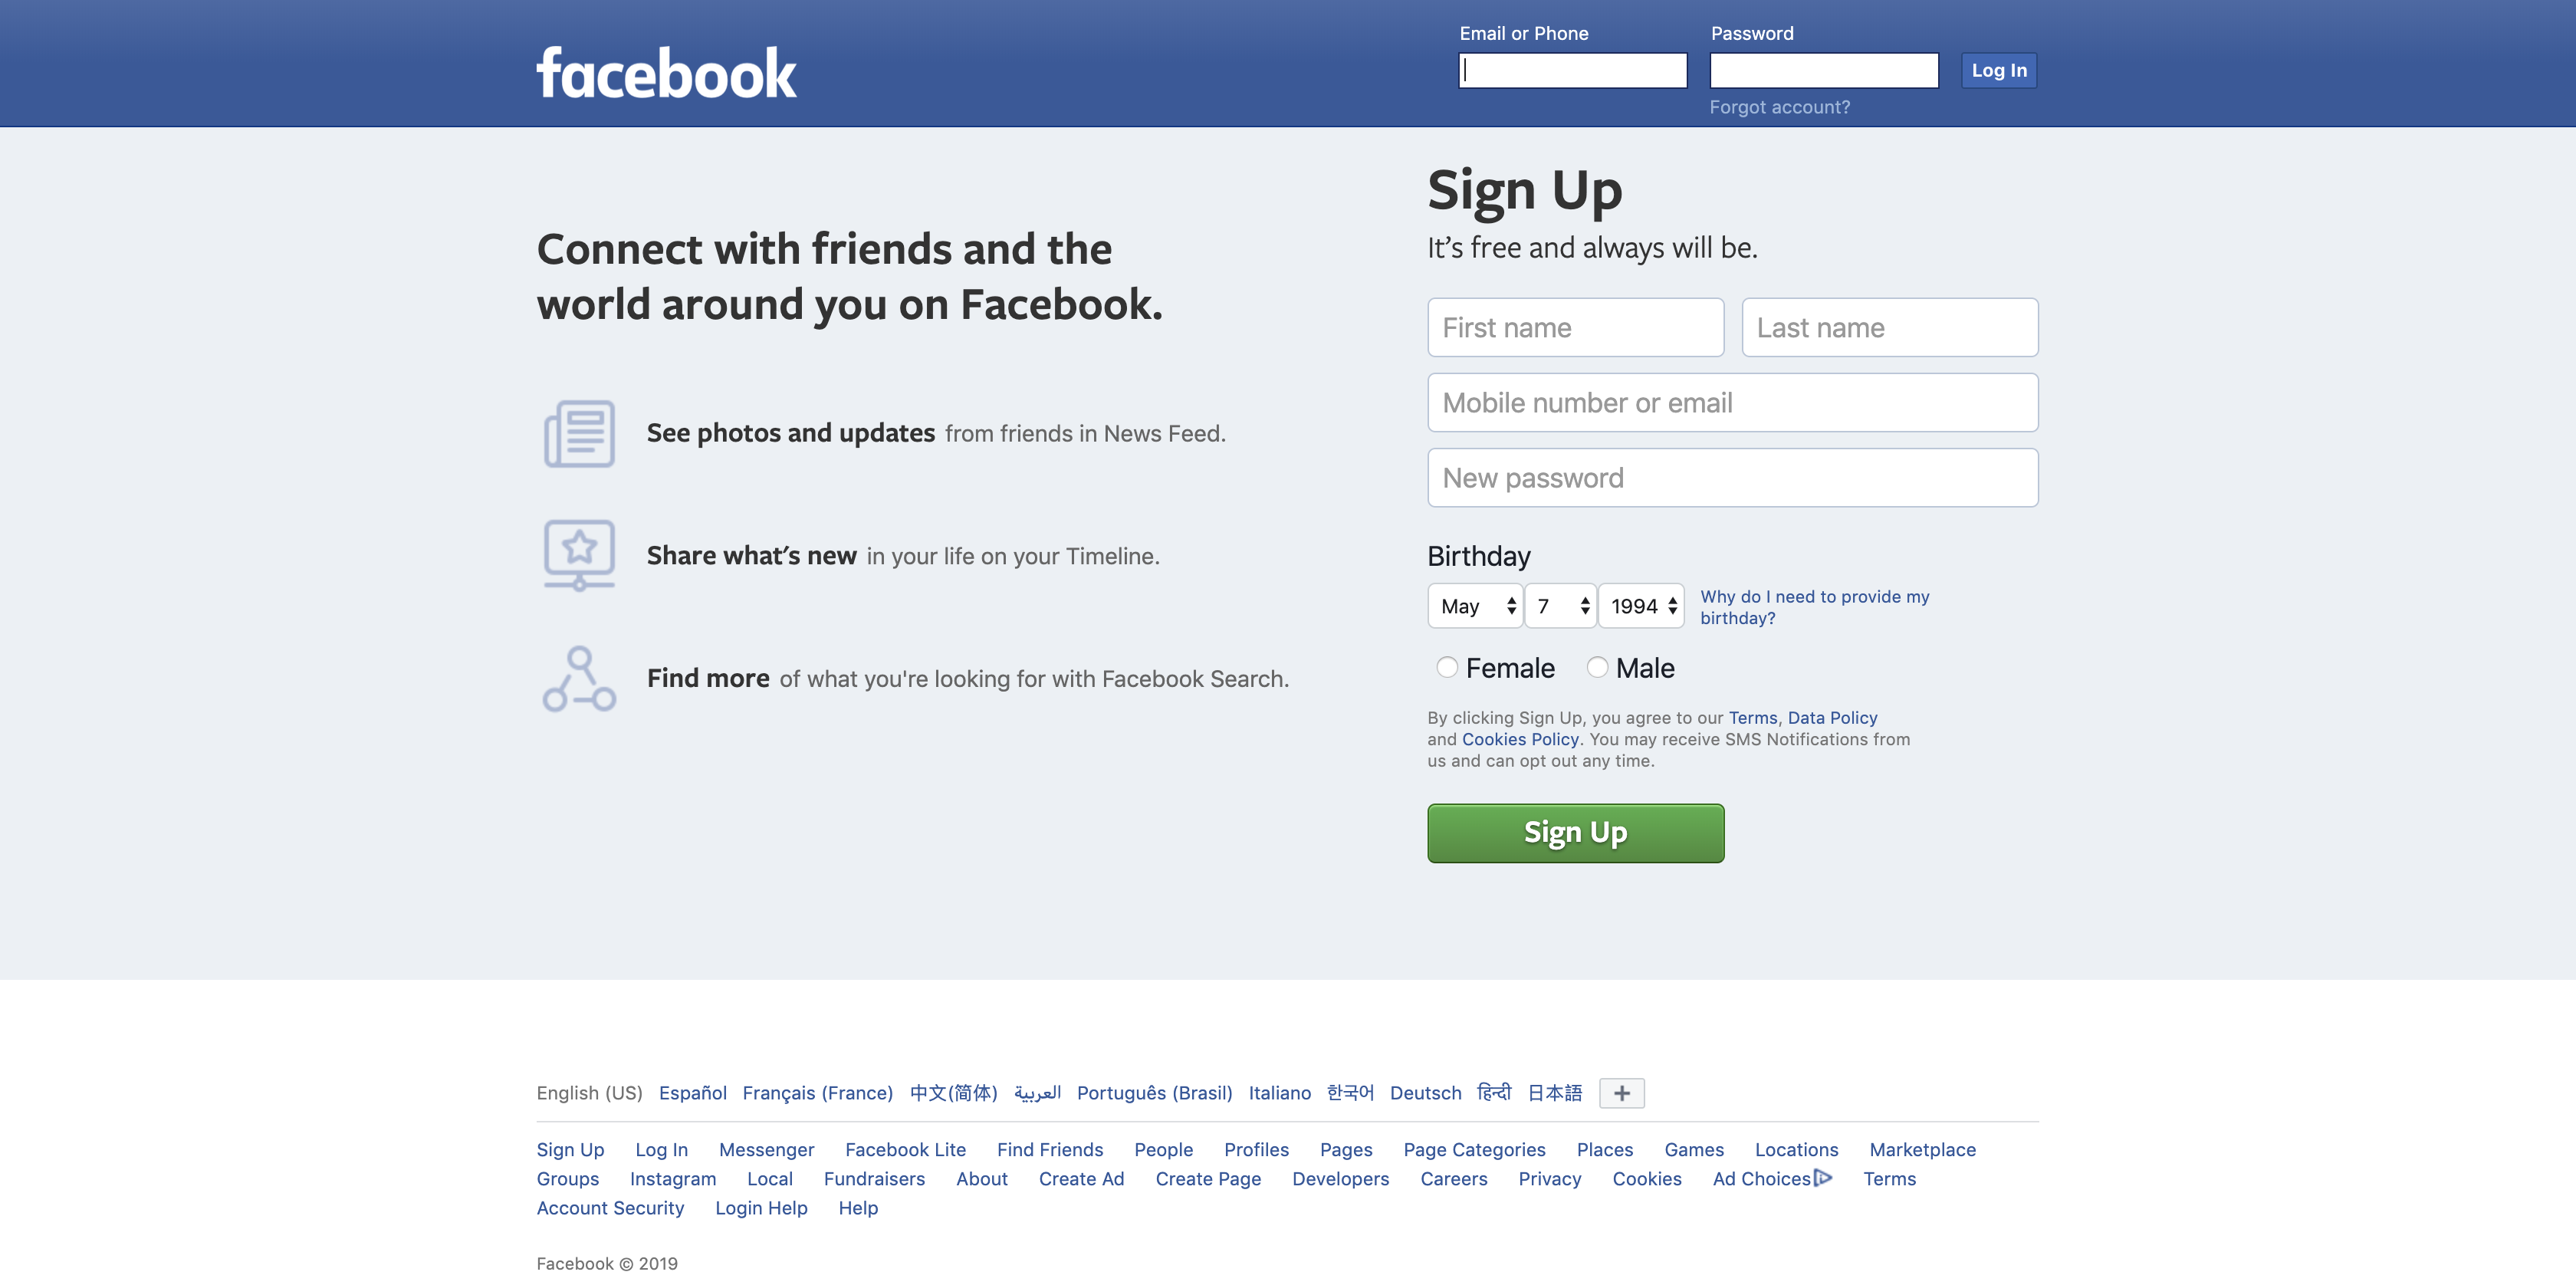 facebook
Email or Phone
Password
Log In
Forgot account?
Connect with friends and the
world around you on Facebook.
See photos and updates from friends in News Feed.
Share what's new in your life on your Timeline.
Find more of what you're looking for with Facebook Search.
Sign Up
It's free and always will be.
First name
Last name
Mobile number or email
New password
Birthday
May 7 1994
Why do I need to provide my
birthday?
Female Male
By clicking Sign Up, you agree to our Terms, Data Policy
and Cookies Policy. You may receive SMS Notifications from
us and can opt out any time.
Sign Up
English (US) Español Français (France) 中文(简体) العربية Português (Brasil) Italiano 한국어 Deutsch हिन्दी 日本語 +
Sign Up Log In Messenger Facebook Lite Find Friends People Profiles Pages Page Categories Places Games Locations Marketplace
Groups Instagram Local Fundraisers About Create Ad Create Page Developers Careers Privacy Cookies Ad Choices Terms
Account Security Login Help Help
Facebook © 2019